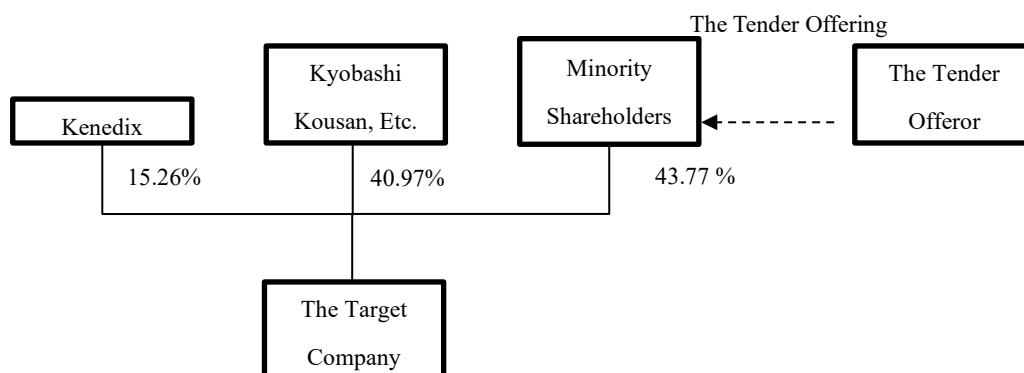 The Tender Offering
Kenedix
Kyobashi
Kousan, Etc.
Minority
Shareholders
The Tender
Offeror
15.26%
40.97%
43.77 %
The Target
Company